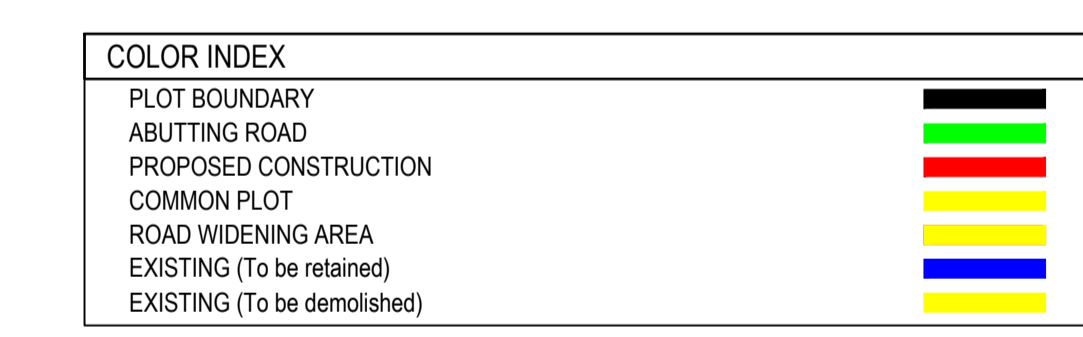 COLOR INDEX
PLOT BOUNDARY
ABUTTING ROAD
PROPOSED CONSTRUCTION
COMMON PLOT
ROAD WIDENING AREA
EXISTING (To be retained)
EXISTING (To be demolished)